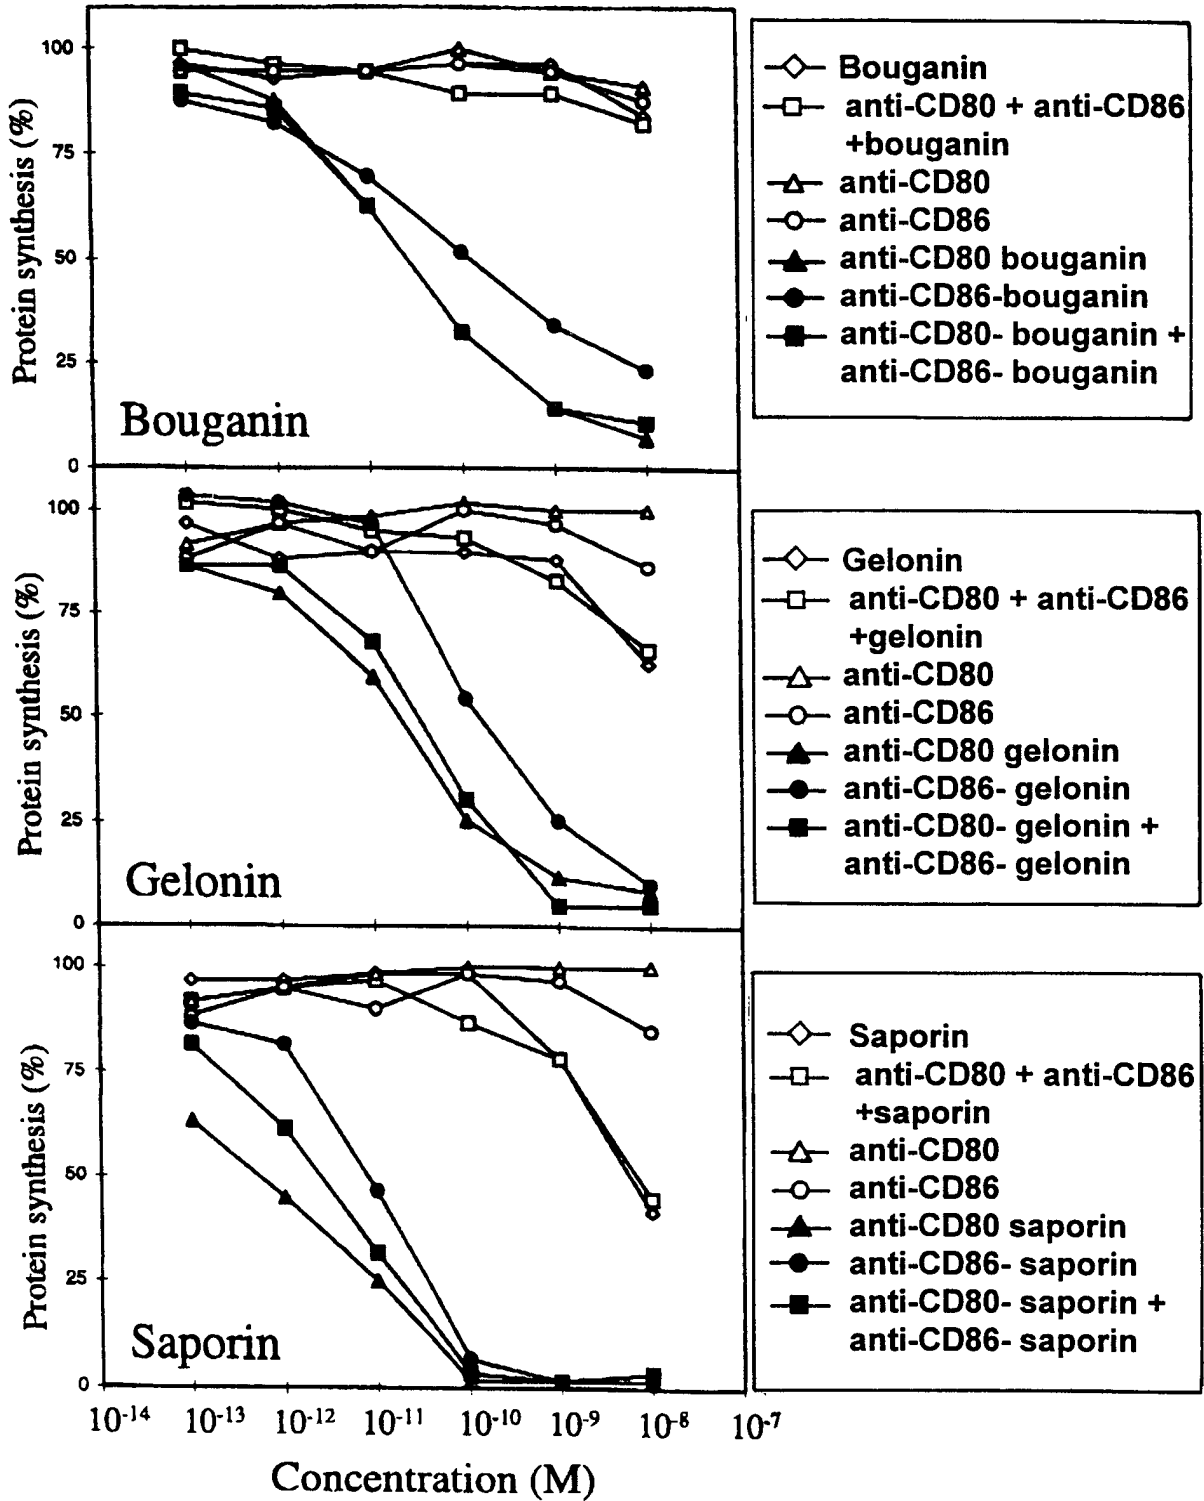 Protein synthesis (%)
100
75
50
25
0
Bouganin
Bouganin
anti-CD80 + anti-CD86
+bouganin
anti-CD80
anti-CD86
anti-CD80 bouganin
anti-CD86-bouganin
anti-CD80- bouganin +
anti-CD86- bouganin
Protein synthesis (%)
100
75
50
25
0
Gelonin
Gelonin
anti-CD80 + anti-CD86
+gelonin
anti-CD80
anti-CD86
anti-CD80 gelonin
anti-CD86- gelonin
anti-CD80- gelonin +
anti-CD86- gelonin
Protein synthesis (%)
100
75
50
25
0
Saporin
Saporin
anti-CD80 + anti-CD86
+saporin
anti-CD80
anti-CD86
anti-CD80 saporin
anti-CD86- saporin
anti-CD80- saporin +
anti-CD86- saporin
10-14 10-13 10-12 10-11 10-10 10-9 10-8 10-7
Concentration (M)